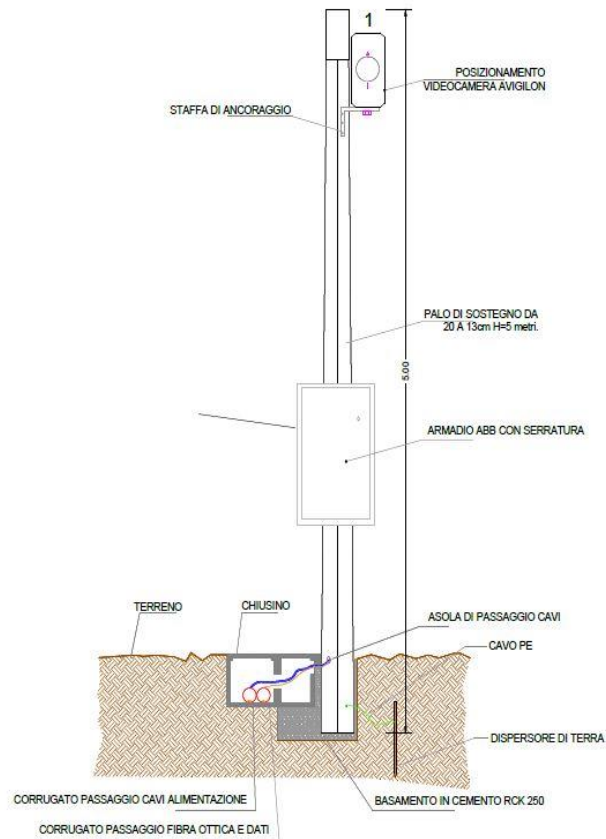 1
POSIZIONAMENTO
VIDEOCAMERA AVIGILON
STAFFA DI ANCORAGGIO
PALO DI SOSTEGNO DA
20 A 13cm H=5 metri.
5.00
ARMADIO ABB CON SERRATURA
TERRENO
CHIUSINO
ASOLA DI PASSAGGIO CAVI
CAVO PE
DISPERSORE DI TERRA
CORRUGATO PASSAGGIO CAVI ALIMENTAZIONE
BASAMENTO IN CEMENTO RCK 250
CORRUGATO PASSAGGIO FIBRA OTTICA E DATI